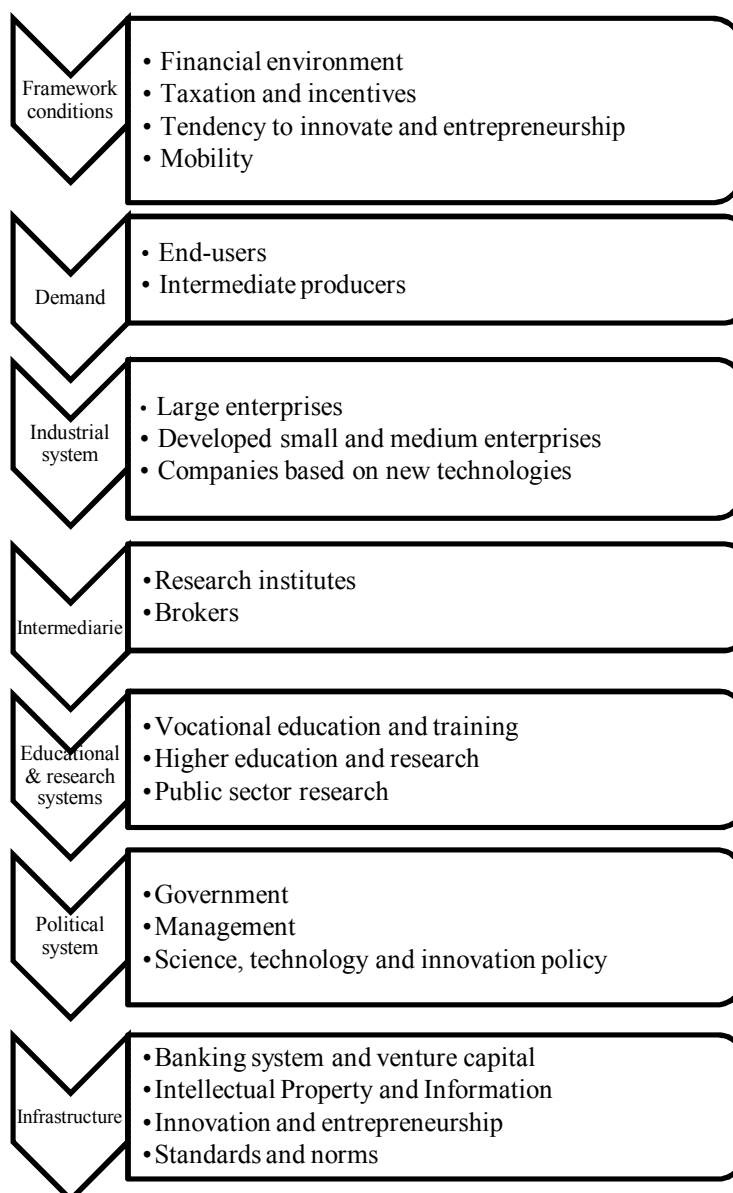 Framework
conditions
• Financial environment
• Taxation and incentives
• Tendency to innovate and entrepreneurship
• Mobility
Demand
• End-users
• Intermediate producers
Industrial
system
• Large enterprises
• Developed small and medium enterprises
• Companies based on new technologies
Intermediarie
•Research institutes
•Brokers
Educational
& research
systems
•Vocational education and training
•Higher education and research
•Public sector research
Political
system
•Government
•Management
•Science, technology and innovation policy
Infrastructure
•Banking system and venture capital
•Intellectual Property and Information
•Innovation and entrepreneurship
•Standards and norms